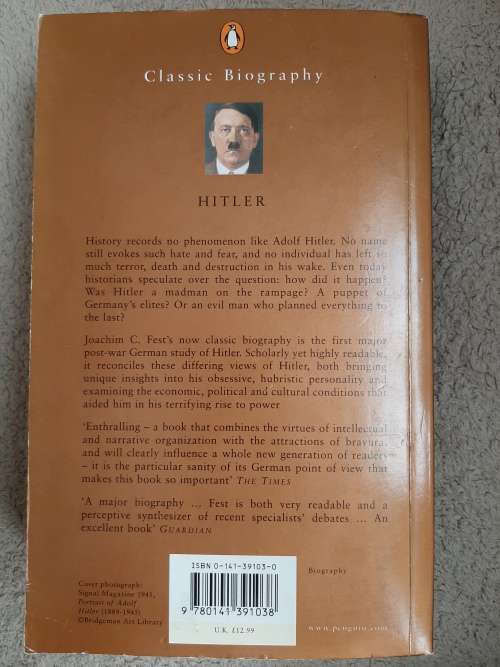 Classic Biography
HITLER
History records no phenomenon like Adolf Hitler. No name
still evokes such hate and fear, and no individual has left so
much terror, death and destruction in his wake. Even today
historians speculate over the question: how did it happen?
Was Hitler a madman on the rampage? A puppet of
Germany's elites? Or an evil man who planned everything to
the last?
Joachim C. Fest's now classic biography is the first major
post-war German study of Hitler. Scholarly yet highly readable,
it reconciles these differing views of Hitler, both bringing
unique insights into his obsessive, hubristic personality and
examining the economic, political and cultural conditions that
aided him in his terrifying rise to power
'Enthralling – a book that combines the virtues of intellectual
and narrative organization with the attractions of bravura,
and will clearly influence a whole new generation of readers
– it is the particular sanity of its German point of view that
makes this book so important' THE TIMES
'A major biography ... Fest is both very readable and a
perceptive synthesizer of recent specialists' debates ... An
excellent book' GUARDIAN
ISBN 0-141-39103-0
9 780141 391038
U.K. £12.99
Biography
Cover photograph:
Signal Magazine 1943,
Portrait of Adolf
Hitler (1889-1945)
©Bridgeman Art Library
www.penguin.com